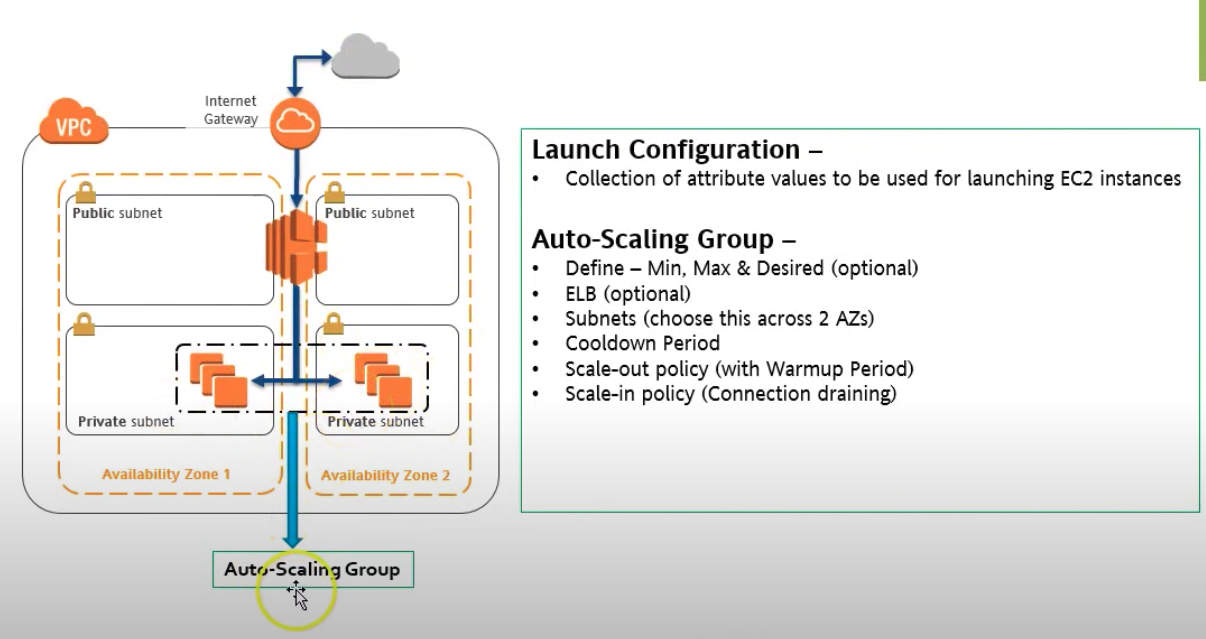 Internet
Gateway
VPC
Public subnet
Public subnet
Private subnet
Private subnet
Availability Zone 1
Availability Zone 2
Auto-Scaling Group
Launch Configuration –
• Collection of attribute values to be used for launching EC2 instances
Auto-Scaling Group –
• Define – Min, Max & Desired (optional)
• ELB (optional)
• Subnets (choose this across 2 AZs)
• Cooldown Period
• Scale-out policy (with Warmup Period)
• Scale-in policy (Connection draining)